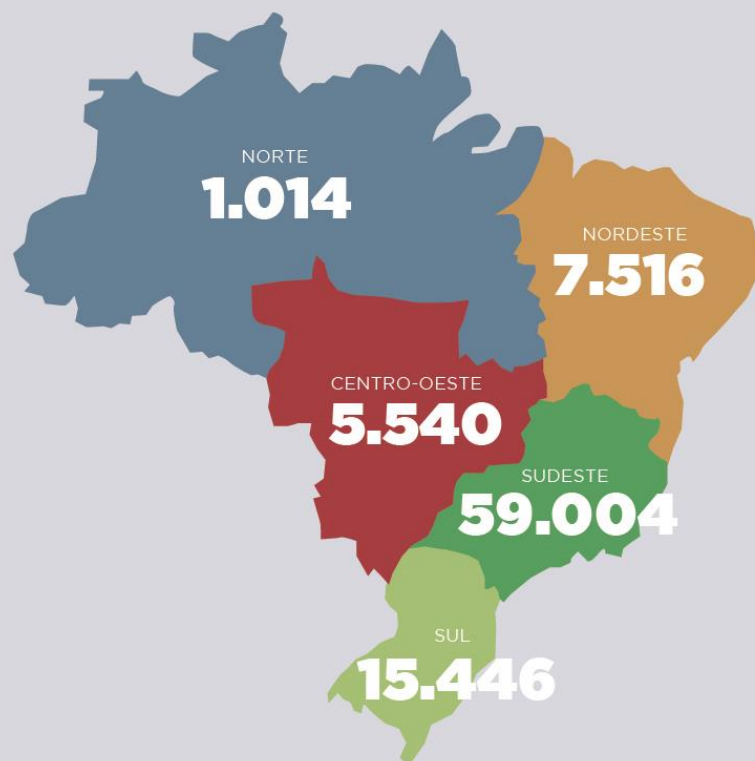 NORTE
1.014
NORDESTE
7.516
CENTRO-OESTE
5.540
SUDESTE
59.004
SUL
15.446